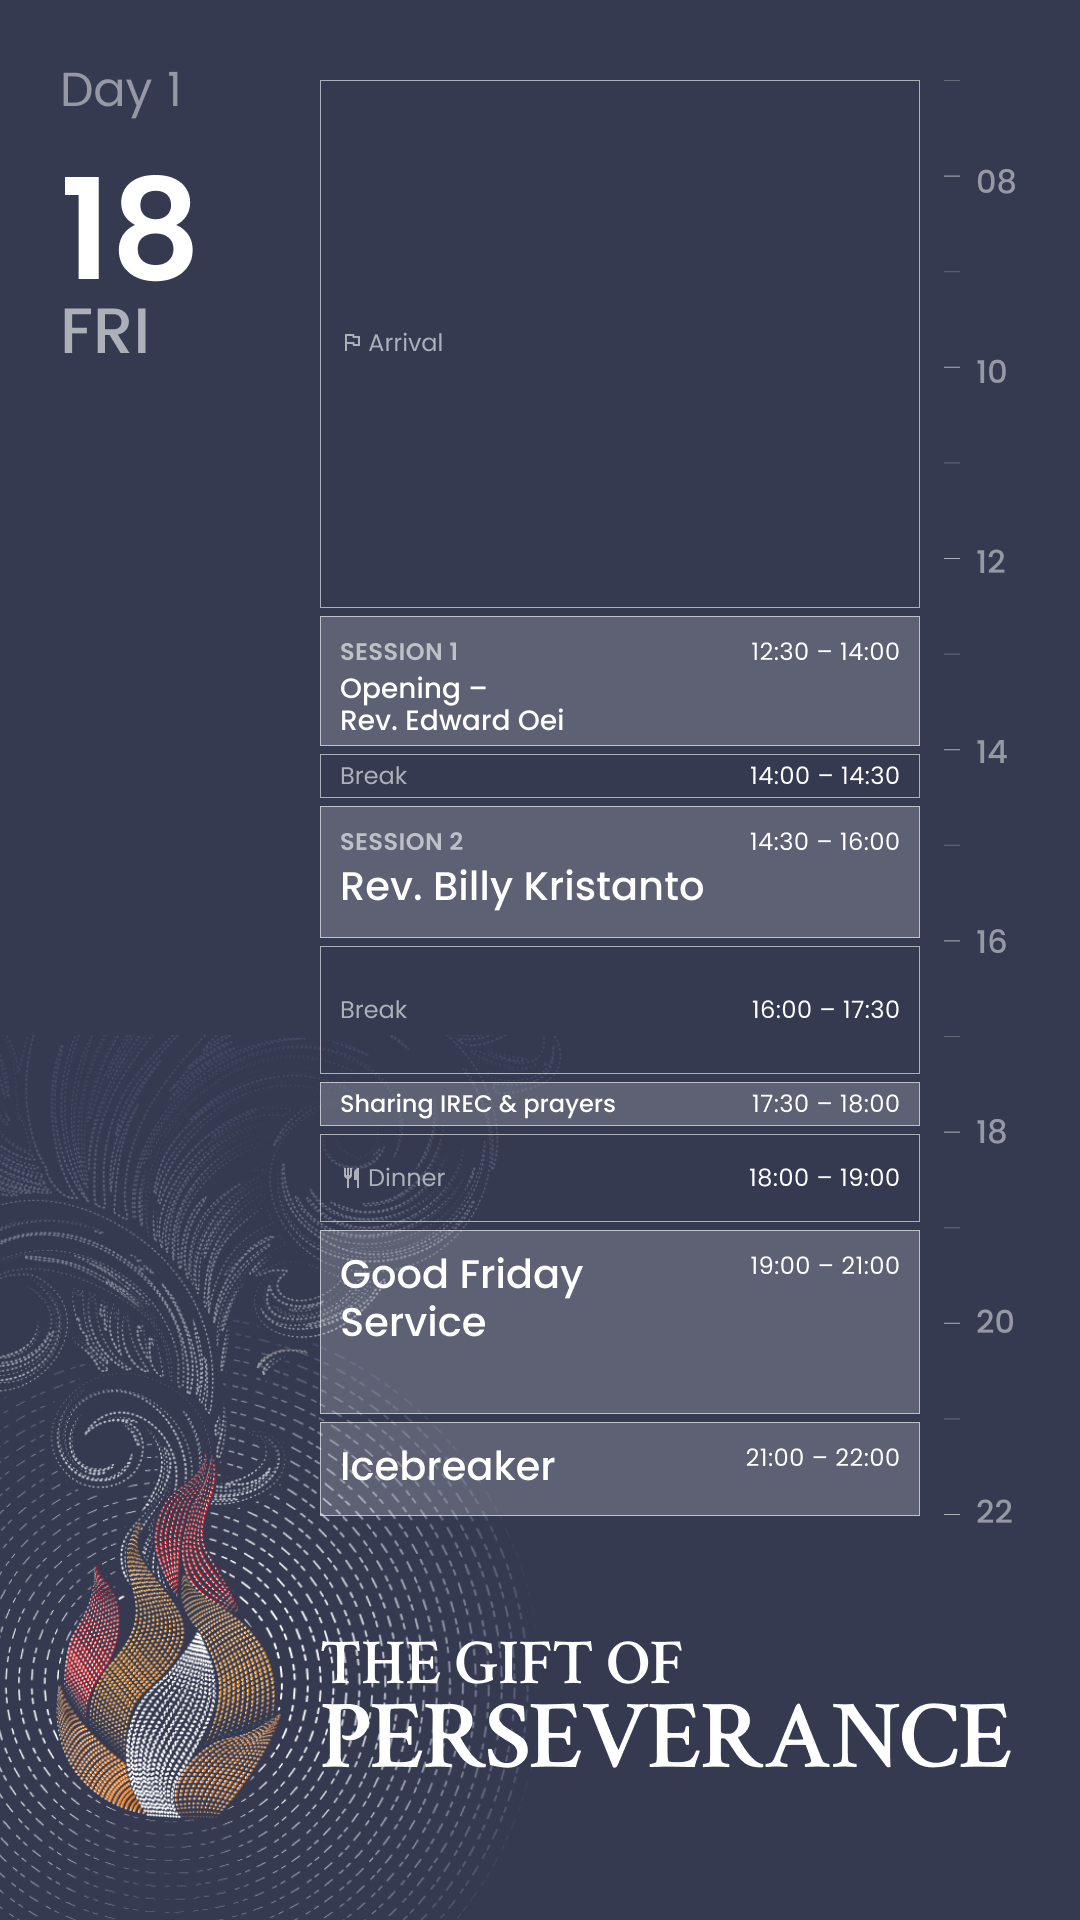 Day 1
18
FRI
08
Arrival
10
12
SESSION 1 12:30 – 14:00
Opening –
Rev. Edward Oei
14
Break 14:00 – 14:30
SESSION 2 14:30 – 16:00
Rev. Billy Kristanto
16
Break 16:00 – 17:30
Sharing IREC & prayers 17:30 – 18:00
18
Dinner 18:00 – 19:00
Good Friday 19:00 – 21:00
Service
20
Icebreaker 21:00 – 22:00
22
THE GIFT OF
PERSEVERANCE